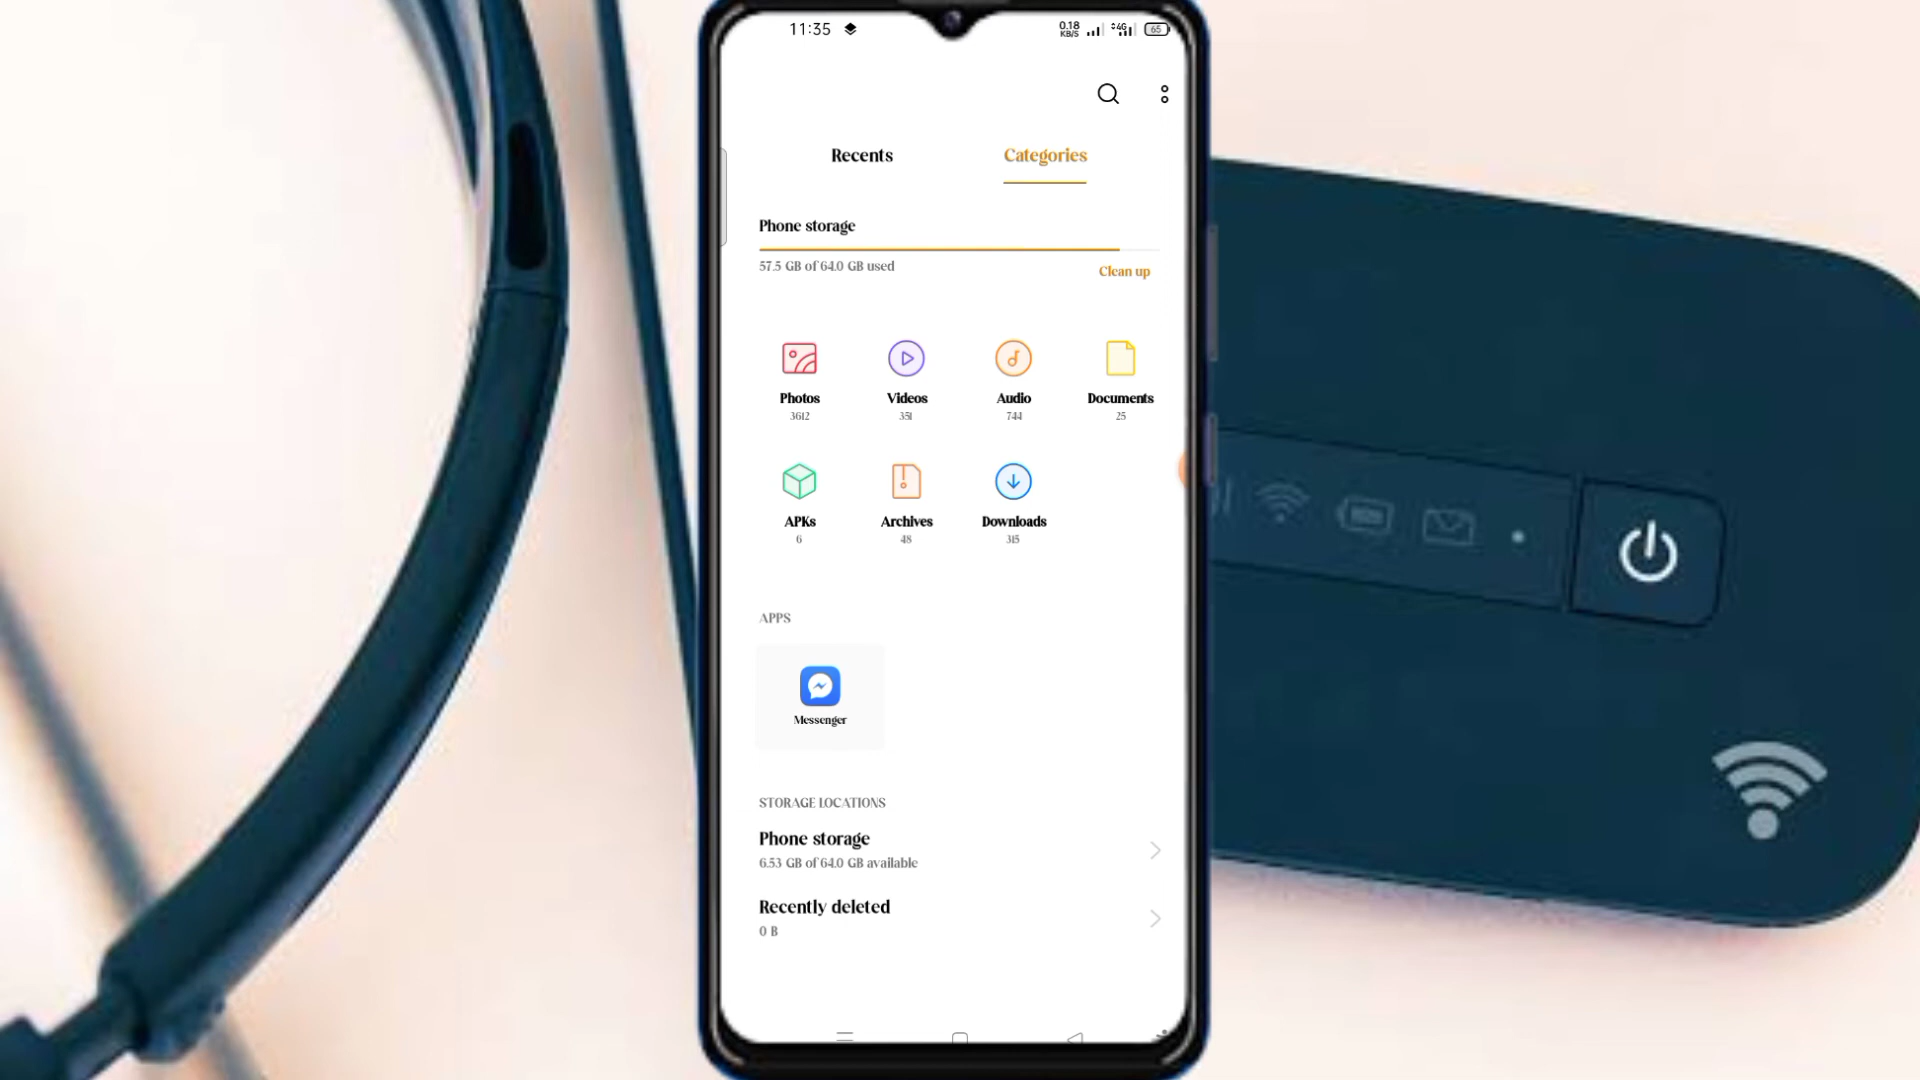 11:35
0.18
KB/S
4G
65
Recents
Categories
Phone storage
57.5 GB of 64.0 GB used
Clean up
Photos
Videos
Audio
Documents
3612
351
744
25
APKs
Archives
Downloads
6
48
315
APPS
Messenger
STORAGE LOCATIONS
Phone storage
6.53 GB of 64.0 GB available
Recently deleted
0 B